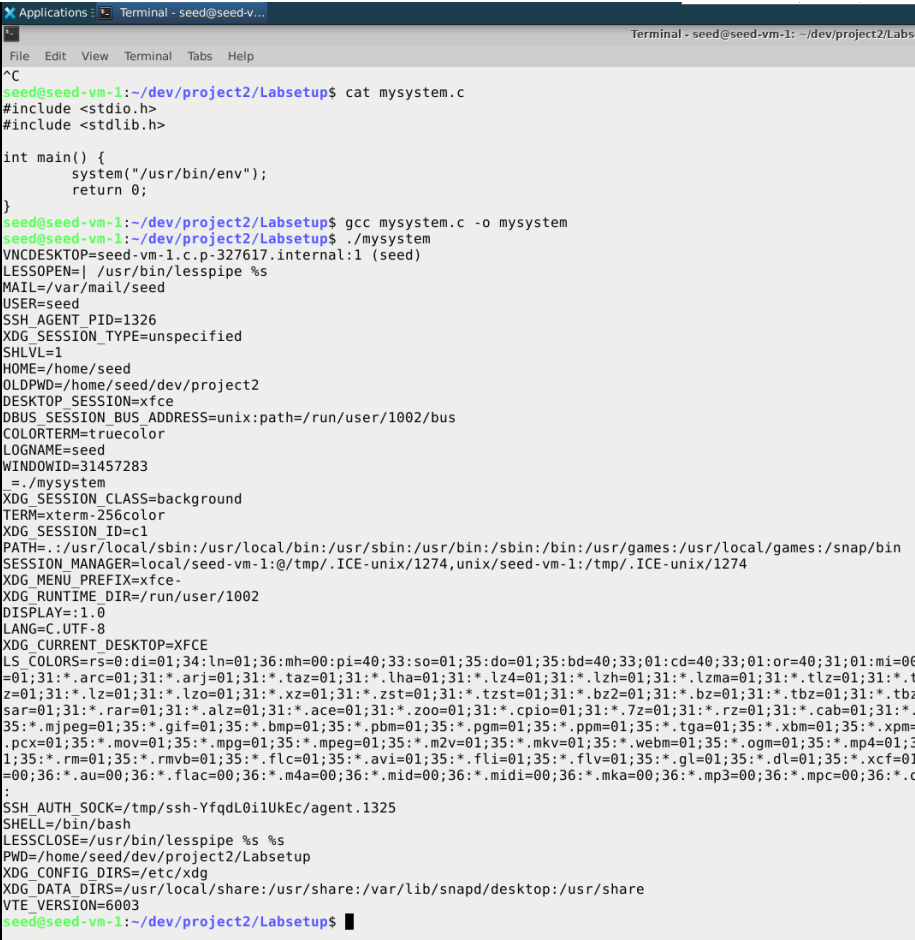 Applications Terminal - seed@seed-v...
Terminal - seed@seed-vm-1: ~/dev/project2/Labse
File Edit View Terminal Tabs Help
^C
seed@seed-vm-1:~/dev/project2/Labsetup$ cat mysystem.c
#include <stdio.h>
#include <stdlib.h>
int main() {
        system("/usr/bin/env");
        return 0;
}
seed@seed-vm-1:~/dev/project2/Labsetup$ gcc mysystem.c -o mysystem
seed@seed-vm-1:~/dev/project2/Labsetup$ ./mysystem
VNCDESKTOP=seed-vm-1.c.p-327617.internal:1 (seed)
LESSOPEN=| /usr/bin/lesspipe %s
MAIL=/var/mail/seed
USER=seed
SSH_AGENT_PID=1326
XDG_SESSION_TYPE=unspecified
SHLVL=1
HOME=/home/seed
OLDPWD=/home/seed/dev/project2
DESKTOP_SESSION=xfce
DBUS_SESSION_BUS_ADDRESS=unix:path=/run/user/1002/bus
COLORTERM=truecolor
LOGNAME=seed
WINDOWID=31457283
_=./mysystem
XDG_SESSION_CLASS=background
TERM=xterm-256color
XDG_SESSION_ID=c1
PATH=.:/usr/local/sbin:/usr/local/bin:/usr/sbin:/usr/bin:/sbin:/bin:/usr/games:/usr/local/games:/snap/bin
SESSION_MANAGER=local/seed-vm-1:@/tmp/.ICE-unix/1274,unix/seed-vm-1:/tmp/.ICE-unix/1274
XDG_MENU_PREFIX=xfce-
XDG_RUNTIME_DIR=/run/user/1002
DISPLAY=:1.0
LANG=C.UTF-8
XDG_CURRENT_DESKTOP=XFCE
LS_COLORS=rs=0:di=01;34:ln=01;36:mh=00:pi=40;33:so=01;35:do=01;35:bd=40;33;01:cd=40;33;01:or=40;31;01:mi=00
=01;31:*.arc=01;31:*.arj=01;31:*.taz=01;31:*.lha=01;31:*.lz4=01;31:*.lzh=01;31:*.lzma=01;31:*.tlz=01;31:*.t
z=01;31:*.lz=01;31:*.lzo=01;31:*.xz=01;31:*.zst=01;31:*.tzst=01;31:*.bz2=01;31:*.bz=01;31:*.tbz=01;31:*.tbz
sar=01;31:*.rar=01;31:*.alz=01;31:*.ace=01;31:*.zoo=01;31:*.cpio=01;31:*.7z=01;31:*.rz=01;31:*.cab=01;31:*.
35:*.mjpeg=01;35:*.gif=01;35:*.bmp=01;35:*.pbm=01;35:*.pgm=01;35:*.ppm=01;35:*.tga=01;35:*.xbm=01;35:*.xpm=
.pcx=01;35:*.mov=01;35:*.mpg=01;35:*.mpeg=01;35:*.m2v=01;35:*.mkv=01;35:*.webm=01;35:*.ogm=01;35:*.mp4=01;3
1;35:*.rm=01;35:*.rmvb=01;35:*.flc=01;35:*.avi=01;35:*.fli=01;35:*.flv=01;35:*.gl=01;35:*.dl=01;35:*.xcf=01
=00;36:*.au=00;36:*.flac=00;36:*.m4a=00;36:*.mid=00;36:*.midi=00;36:*.mka=00;36:*.mp3=00;36:*.mpc=00;36:*.o
:
SSH_AUTH_SOCK=/tmp/ssh-YfqdL0i1UkEc/agent.1325
SHELL=/bin/bash
LESSCLOSE=/usr/bin/lesspipe %s %s
PWD=/home/seed/dev/project2/Labsetup
XDG_CONFIG_DIRS=/etc/xdg
XDG_DATA_DIRS=/usr/local/share:/usr/share:/var/lib/snapd/desktop:/usr/share
VTE_VERSION=6003
seed@seed-vm-1:~/dev/project2/Labsetup$